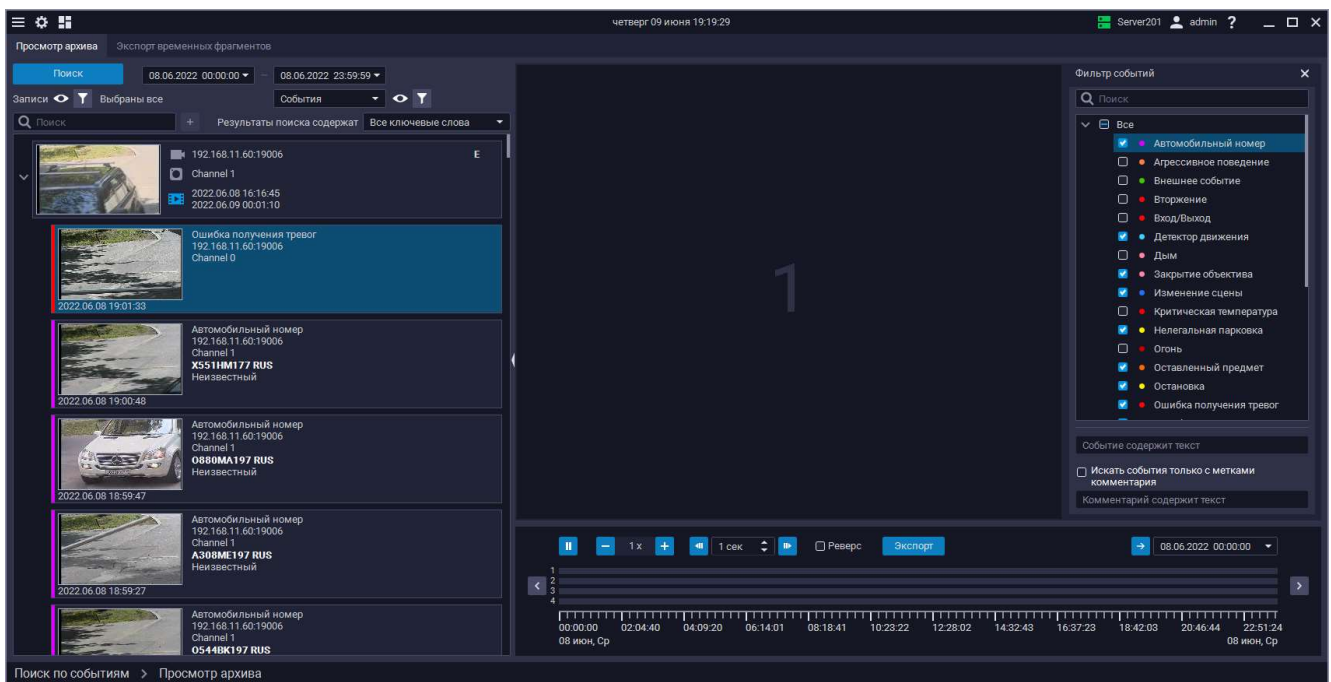 четверг 09 июня 19:19:29
Server201 admin ?
Просмотр архива Экспорт временных фрагментов
Поиск 08.06.2022 00:00:00 – 08.06.2022 23:59:59
Записи Выбраны все События
Поиск + Результаты поиска содержат Все ключевые слова
192.168.11.60:19006 E
Channel 1
2022.06.08 16:16:45
2022.06.09 00:01:10
Ошибка получения тревог
192.168.11.60:19006
Channel 0
2022.06.08 19:01:33
Автомобильный номер
192.168.11.60:19006
Channel 1
X551HM177 RUS
Неизвестный
2022.06.08 19:00:48
Автомобильный номер
192.168.11.60:19006
Channel 1
O880MA197 RUS
Неизвестный
2022.06.08 18:59:47
Автомобильный номер
192.168.11.60:19006
Channel 1
A308ME197 RUS
Неизвестный
2022.06.08 18:59:27
Автомобильный номер
192.168.11.60:19006
Channel 1
O544BK197 RUS
1
Фильтр событий
Поиск
Все
Автомобильный номер
Агрессивное поведение
Внешнее событие
Вторжение
Вход/Выход
Детектор движения
Дым
Закрытие объектива
Изменение сцены
Критическая температура
Нелегальная парковка
Огонь
Оставленный предмет
Остановка
Ошибка получения тревог
Событие содержит текст
Искать события только с метками
комментария
Комментарий содержит текст
1 x 1 сек Реверс Экспорт 08.06.2022 00:00:00
1
2
3
4
00:00:00 02:04:40 04:09:20 06:14:01 08:18:41 10:23:22 12:28:02 14:32:43 16:37:23 18:42:03 20:46:44 22:51:24
08 июн, Ср 08 июн, Ср
Поиск по событиям > Просмотр архива